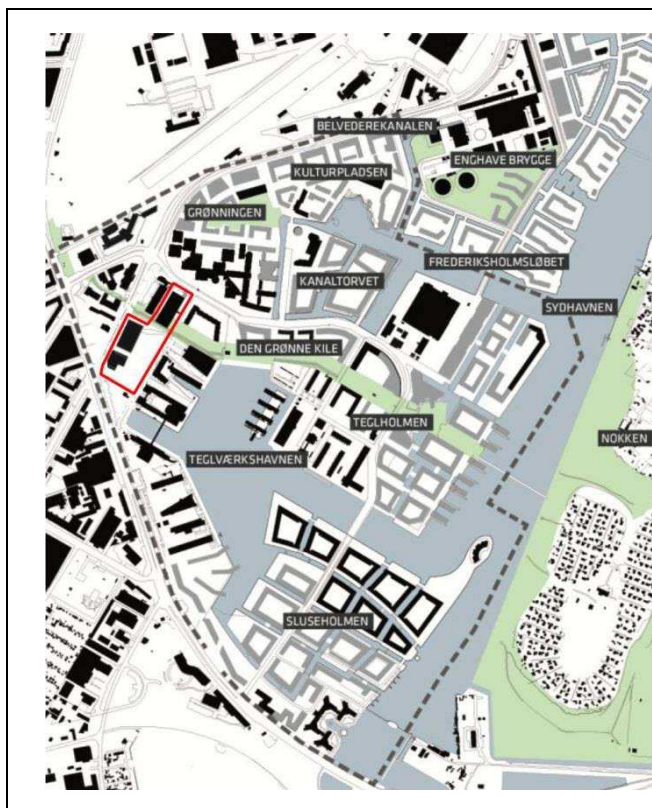 BELVEDEREKANALEN
ENGHAVE BRYGGE
KULTURPLADSEN
GRØNNINGEN
FREDERIKSHOLMSLØBET
KANALTORVET
SYDHAVNEN
DEN GRØNNE KILE
TEGLHOLMEN
NOKKEN
TEGLVÆRKSHAVNEN
SLUSEHOLMEN